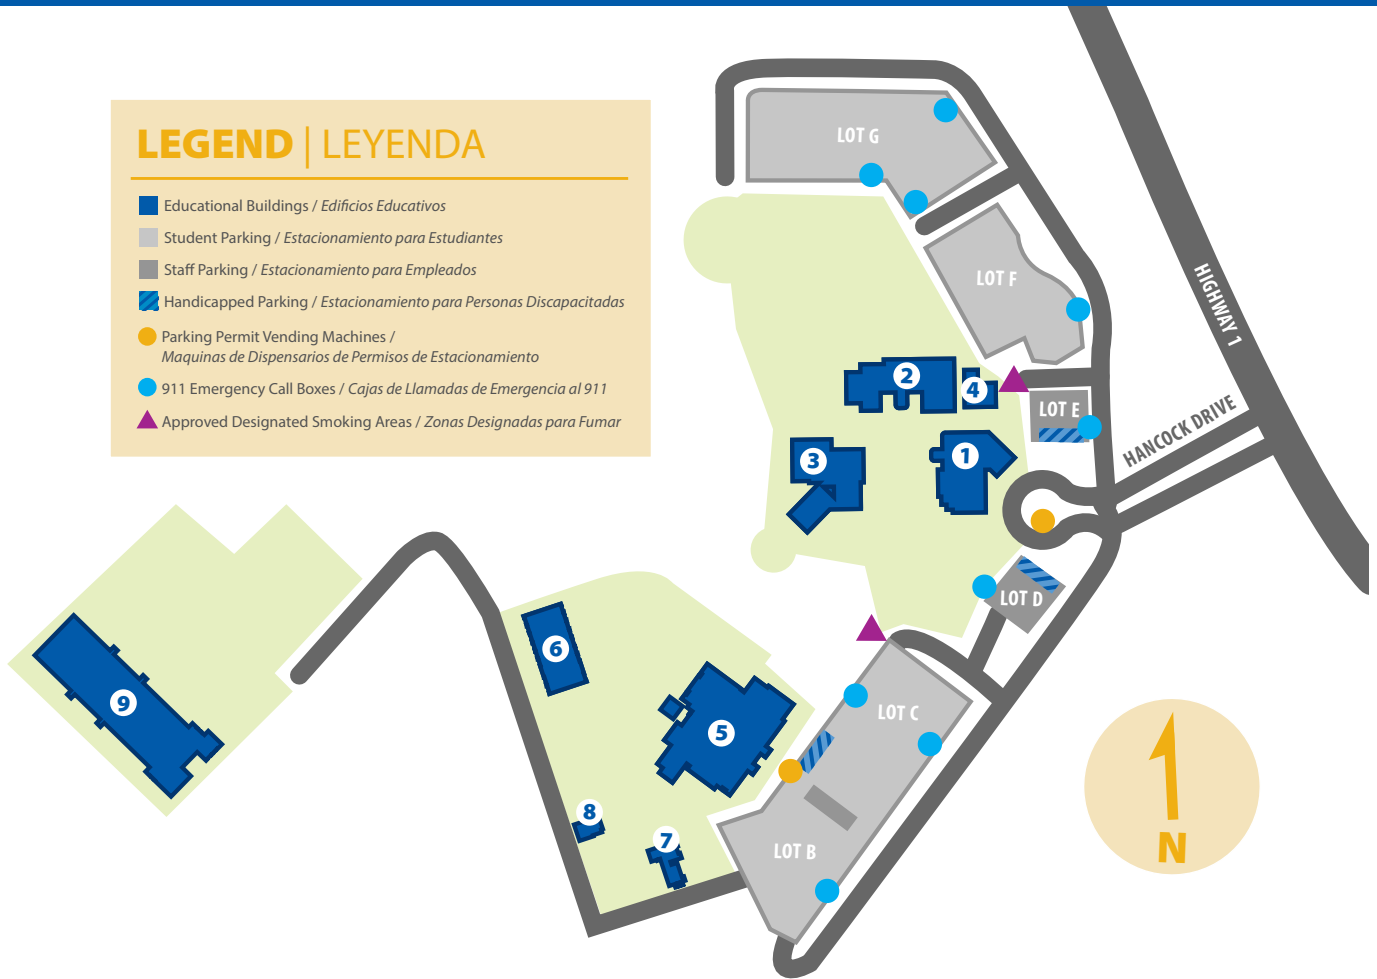 LEGEND | LEYENDA
Educational Buildings / Edificios Educativos
Student Parking / Estacionamiento para Estudiantes
Staff Parking / Estacionamiento para Empleados
Handicapped Parking / Estacionamiento para Personas Discapacitadas
Parking Permit Vending Machines /
Maquinas de Dispensarios de Permisos de Estacionamiento
911 Emergency Call Boxes / Cajas de Llamadas de Emergencia al 911
Approved Designated Smoking Areas / Zonas Designadas para Fumar
LOT G
LOT F
HIGHWAY 1
2
4
LOT E
HANCOCK DRIVE
3
1
LOT D
6
9
5
LOT C
8
7
LOT B
N